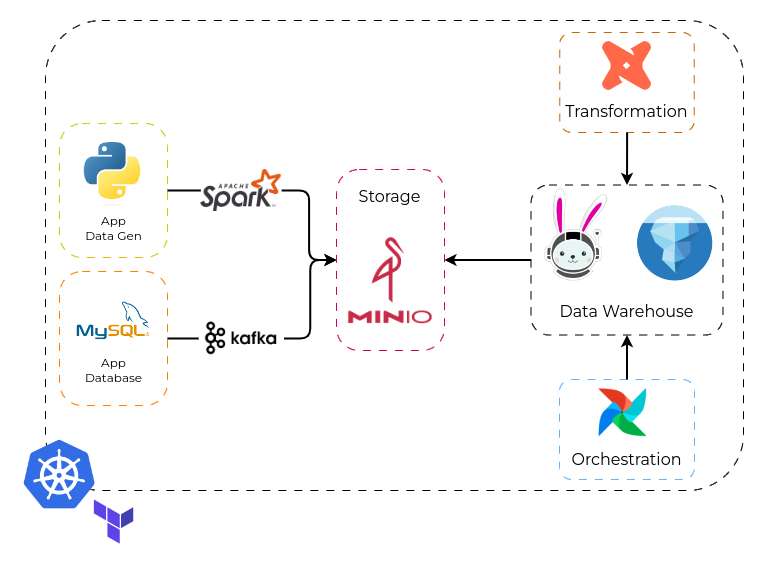 Transformation
APACHE
Spark
App
Data Gen
Storage
MINIO
MySQL
App
Database
kafka
Data Warehouse
Orchestration